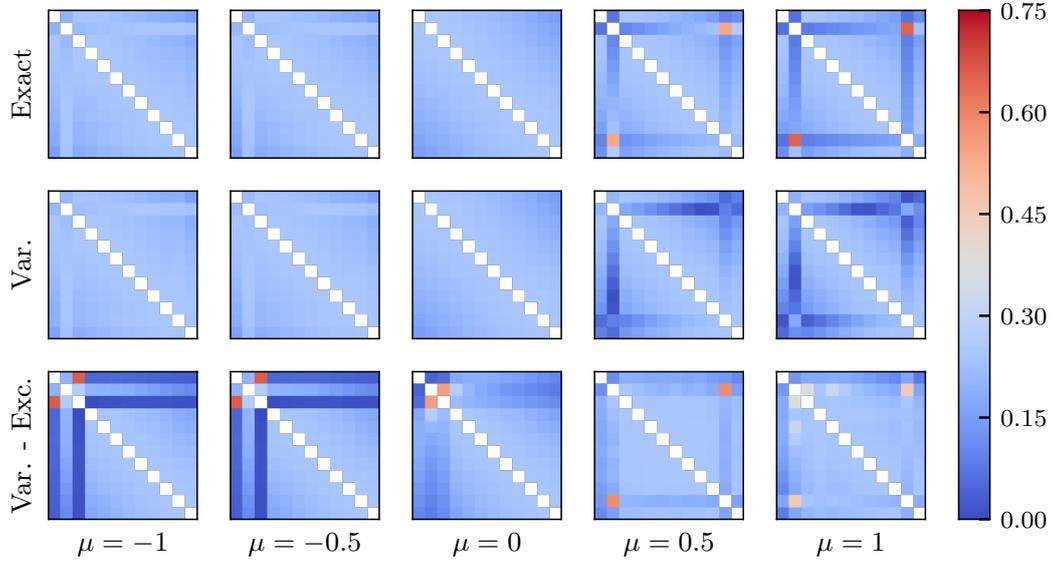 Exact
Var.
Var. - Exc.
μ = −1
μ = −0.5
μ = 0
μ = 0.5
μ = 1
0.75
0.60
0.45
0.30
0.15
0.00